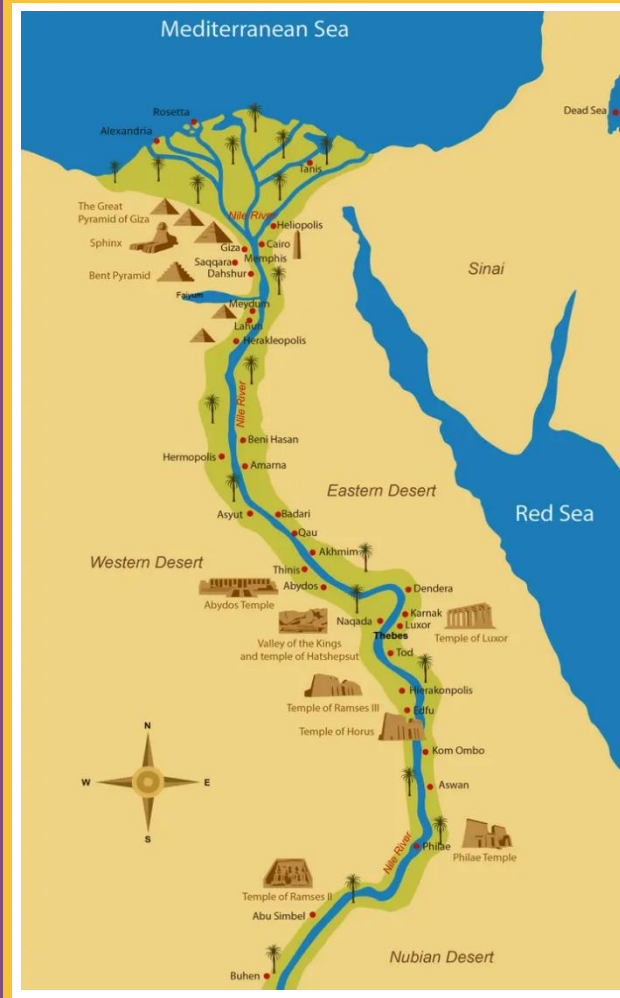 Mediterranean Sea
Dead Sea
Rosetta
Alexandria
Tanis
The Great
Pyramid of Giza
Nile River
Heliopolis
Sphinx
Giza
Cairo
Saqqara
Memphis
Sinai
Bent Pyramid
Dahshur
Faiyum
Meydum
Lahun
Herakleopolis
Nile River
Beni Hasan
Hermopolis
Amarna
Eastern Desert
Asyut
Badari
Red Sea
Qau
Akhmim
Western Desert
Thinis
Abydos
Dendera
Abydos Temple
Karnak
Naqada
Luxor
Thebes
Temple of Luxor
Valley of the Kings
and temple of Hatshepsut
Tod
Hierakonpolis
Temple of Ramses III
Edfu
Temple of Horus
N
Kom Ombo
W
E
Aswan
S
Nile River
Philae
Philae Temple
Temple of Ramses II
Abu Simbel
Nubian Desert
Buhen